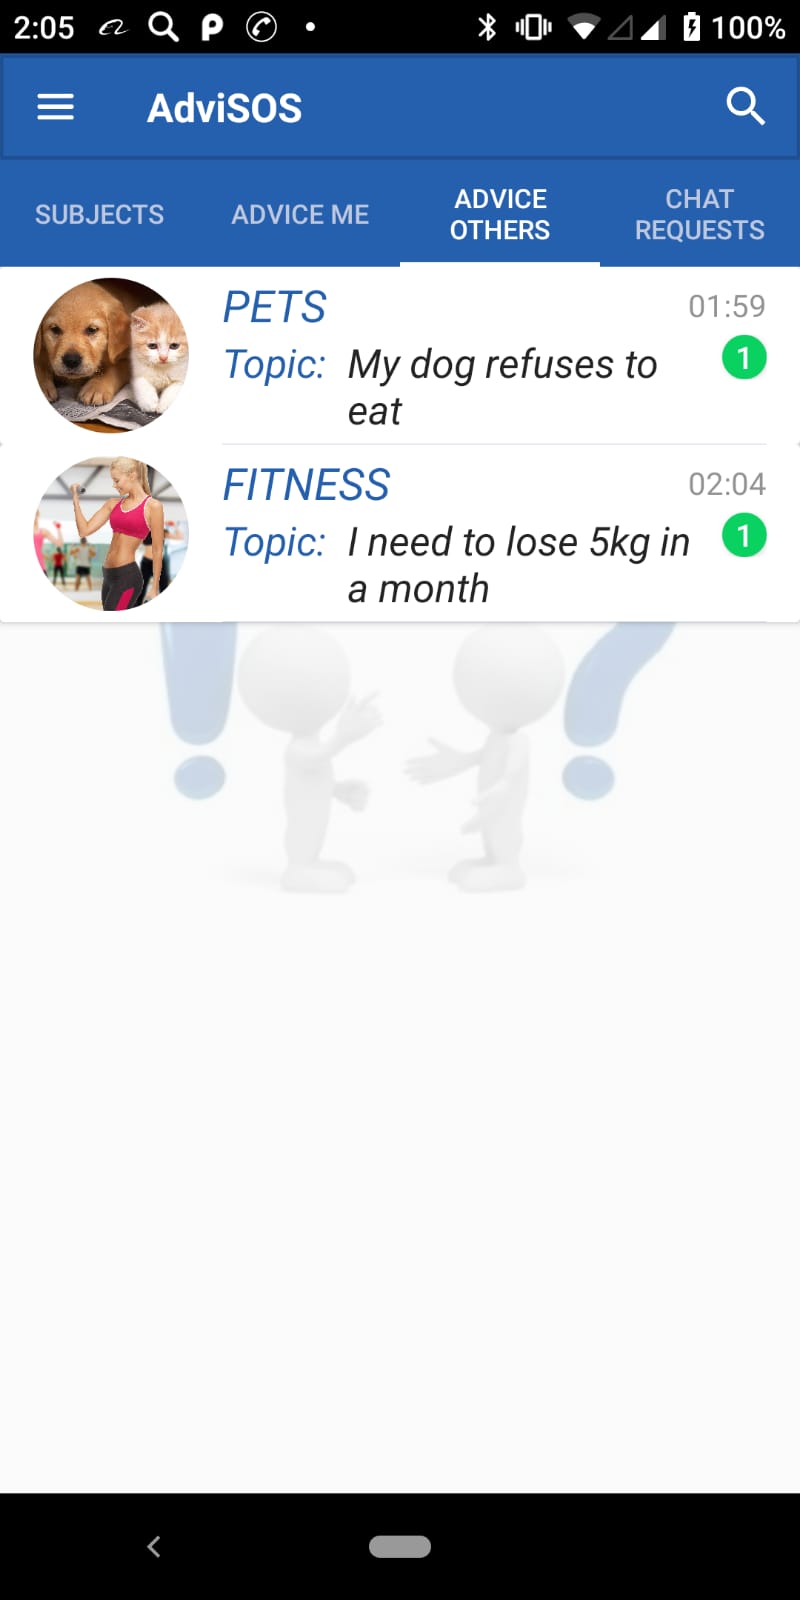 2:05
100%
AdviSOS
SUBJECTS
ADVICE ME
ADVICE
OTHERS
CHAT
REQUESTS
PETS
01:59
Topic: My dog refuses to
1
eat
FITNESS
02:04
Topic: I need to lose 5kg in
1
a month
! ?